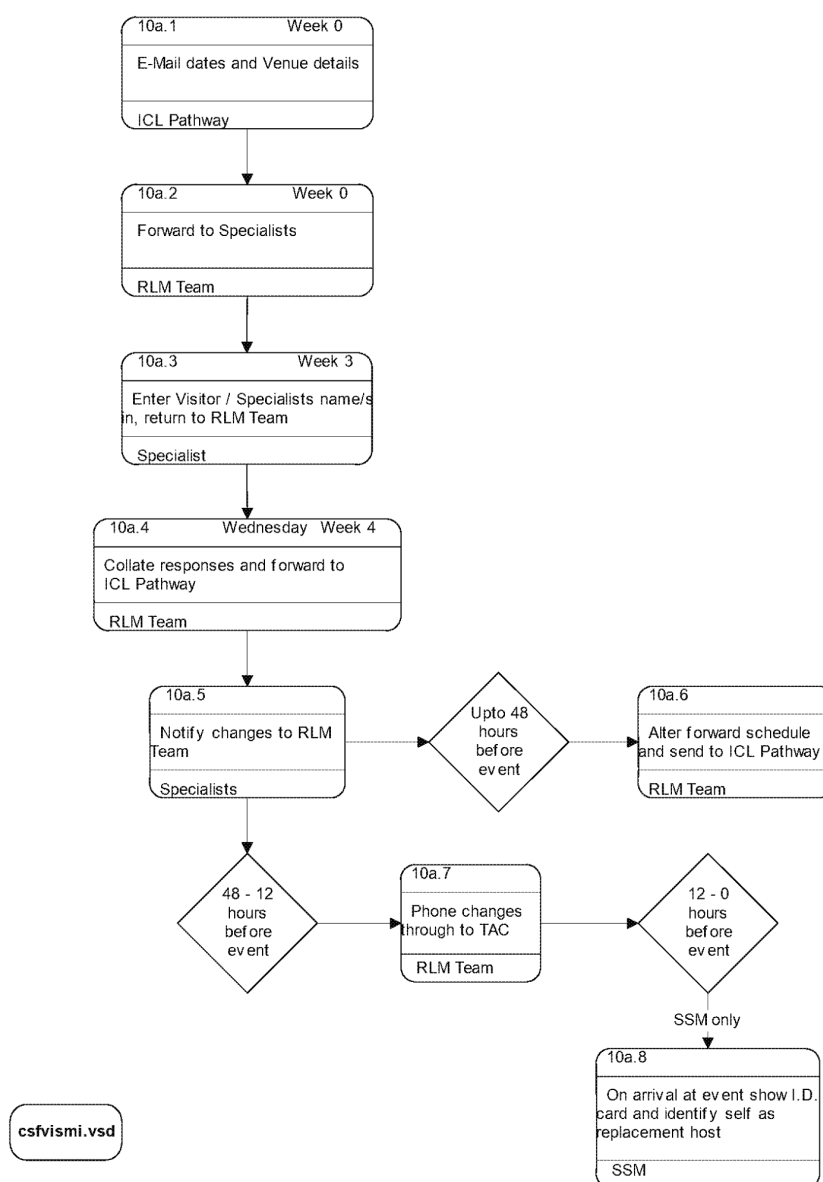 10a.1 Week 0
E-Mail dates and Venue details
ICL Pathway
10a.2 Week 0
Forward to Specialists
RLM Team
10a.3 Week 3
Enter Visitor / Specialists name/s
in, return to RLM Team
Specialist
10a.4 Wednesday Week 4
Collate responses and forward to
ICL Pathway
RLM Team
10a.5
Notify changes to RLM
Team
Specialists
Upto 48
hours
before
event
10a.6
Alter forward schedule
and send to ICL Pathway
RLM Team
48 - 12
hours
before
event
10a.7
Phone changes
through to TAC
RLM Team
12 - 0
hours
before
event
SSM only
10a.8
On arrival at event show I.D.
card and identify self as
replacement host
SSM
csfvismi.vsd